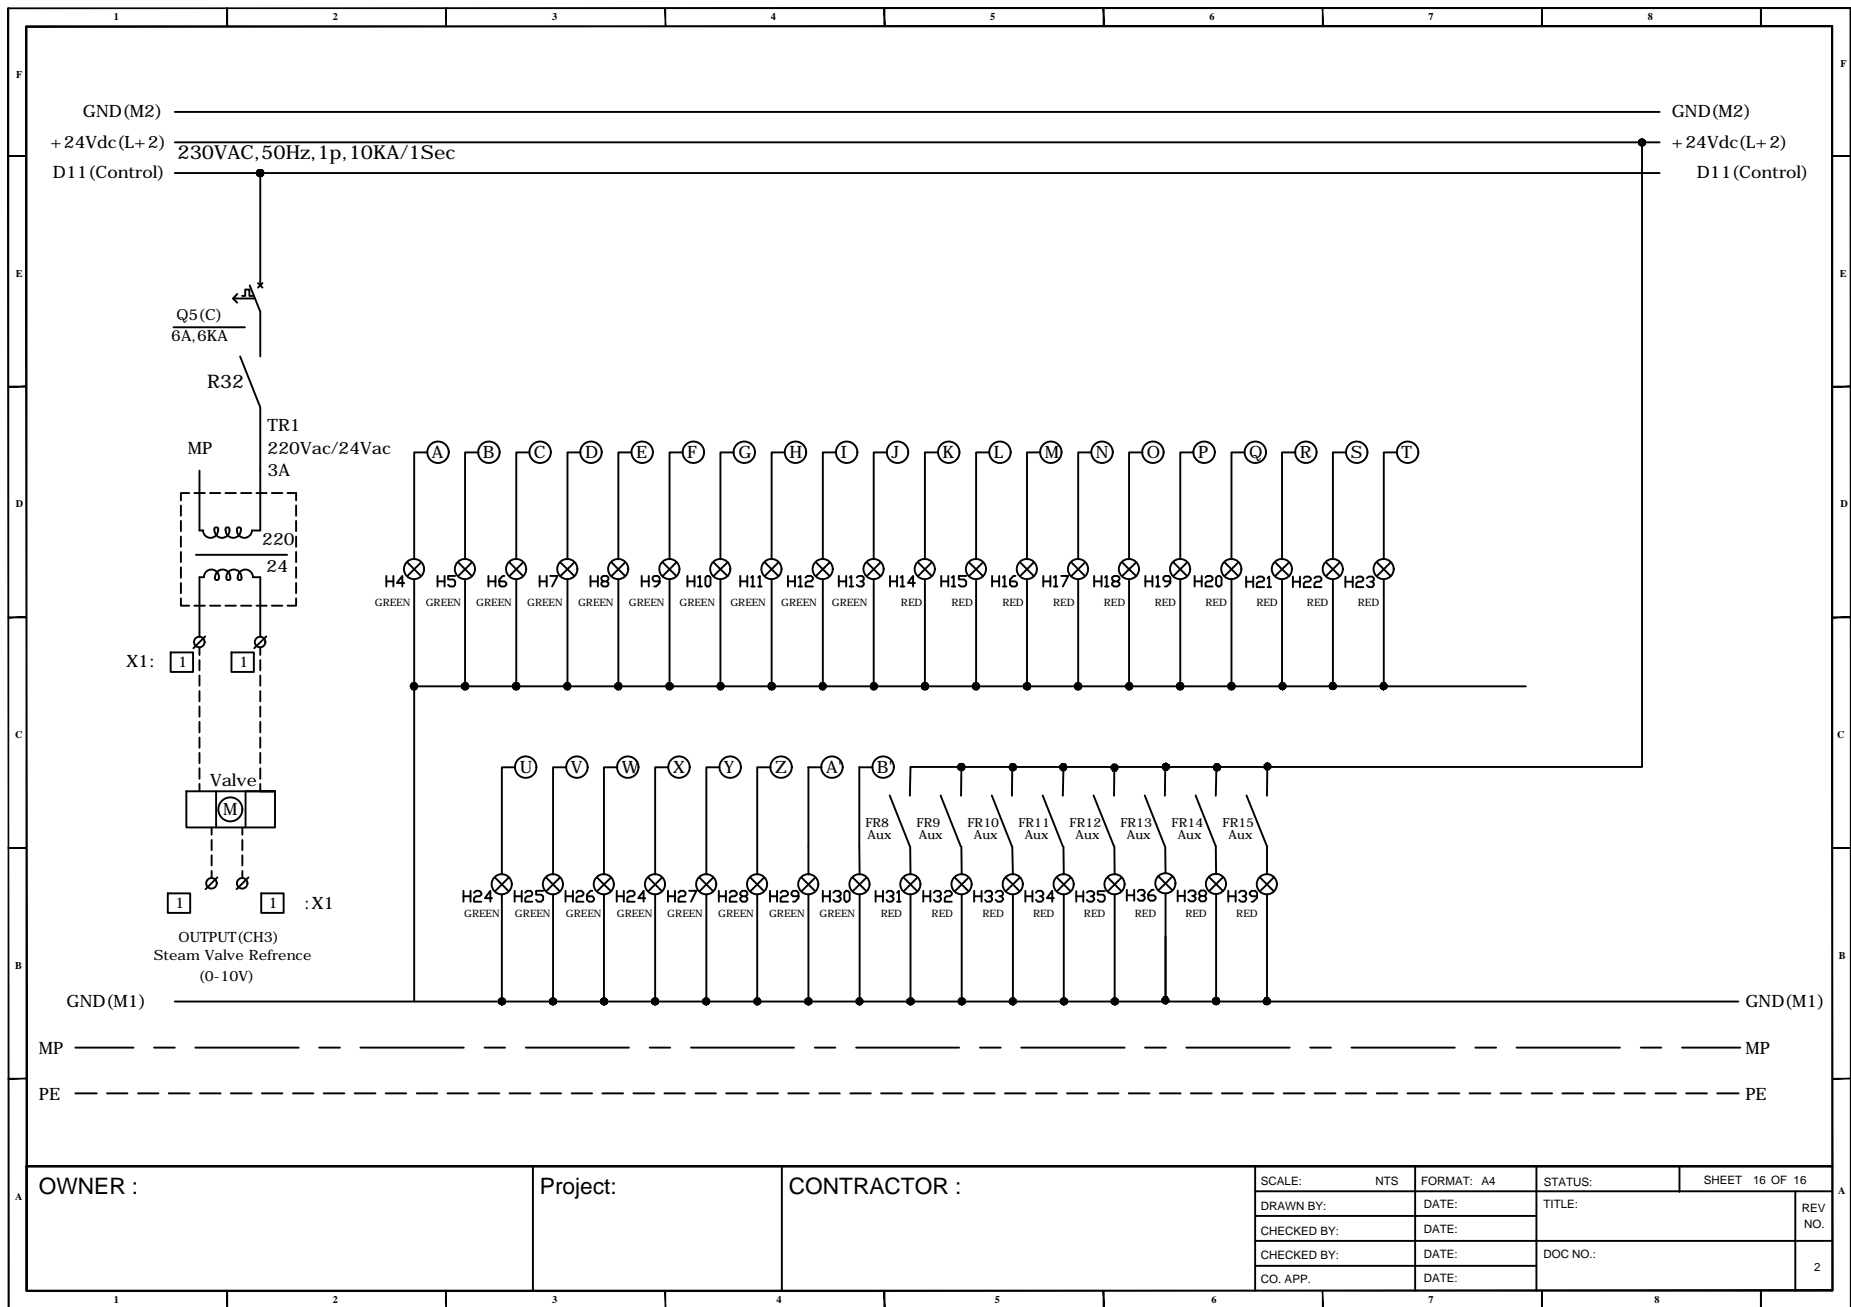 1 2 3 4 5 6 7 8
F F
GND(M2) GND(M2)
+24Vdc(L+2) +24Vdc(L+2)
230VAC,50Hz,1p,10KA/1Sec
D11(Control) D11(Control)
E E
Q5(C)
6A,6KA
R32
TR1
MP 220Vac/24Vac
3A
A B C D E F G H I J K L M N O P Q R S T
D D
220
24
H4 H5 H6 H7 H8 H9 H10 H11 H12 H13 H14 H15 H16 H17 H18 H19 H20 H21 H22 H23
GREEN GREEN GREEN GREEN GREEN GREEN GREEN GREEN GREEN GREEN RED RED RED RED RED RED RED RED RED RED
X1: 1 1
C C
U V W X Y Z A' B'
Valve
M
FR8 FR9 FR10 FR11 FR12 FR13 FR14 FR15
Aux Aux Aux Aux Aux Aux Aux Aux
H24 H25 H26 H24 H27 H28 H29 H30 H31 H32 H33 H34 H35 H36 H38 H39
GREEN GREEN GREEN GREEN GREEN GREEN GREEN GREEN RED RED RED RED RED RED RED RED
1 1 :X1
OUTPUT(CH3)
Steam Valve Refrence
(0-10V)
B B
GND(M1) GND(M1)
MP MP
PE PE
A A
OWNER : Project: CONTRACTOR :
SCALE: NTS FORMAT: A4 STATUS: SHEET 16 OF 16
DRAWN BY: DATE: TITLE: REV
NO.
CHECKED BY: DATE:
CHECKED BY: DATE: DOC NO.: 2
CO. APP. DATE:
1 2 3 4 5 6 7 8